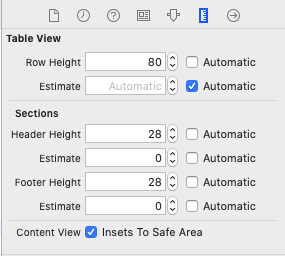 Table View
Row Height 80 Automatic
Estimate Automatic Automatic
Sections
Header Height 28 Automatic
Estimate 0 Automatic
Footer Height 28 Automatic
Estimate 0 Automatic
Content View Insets To Safe Area